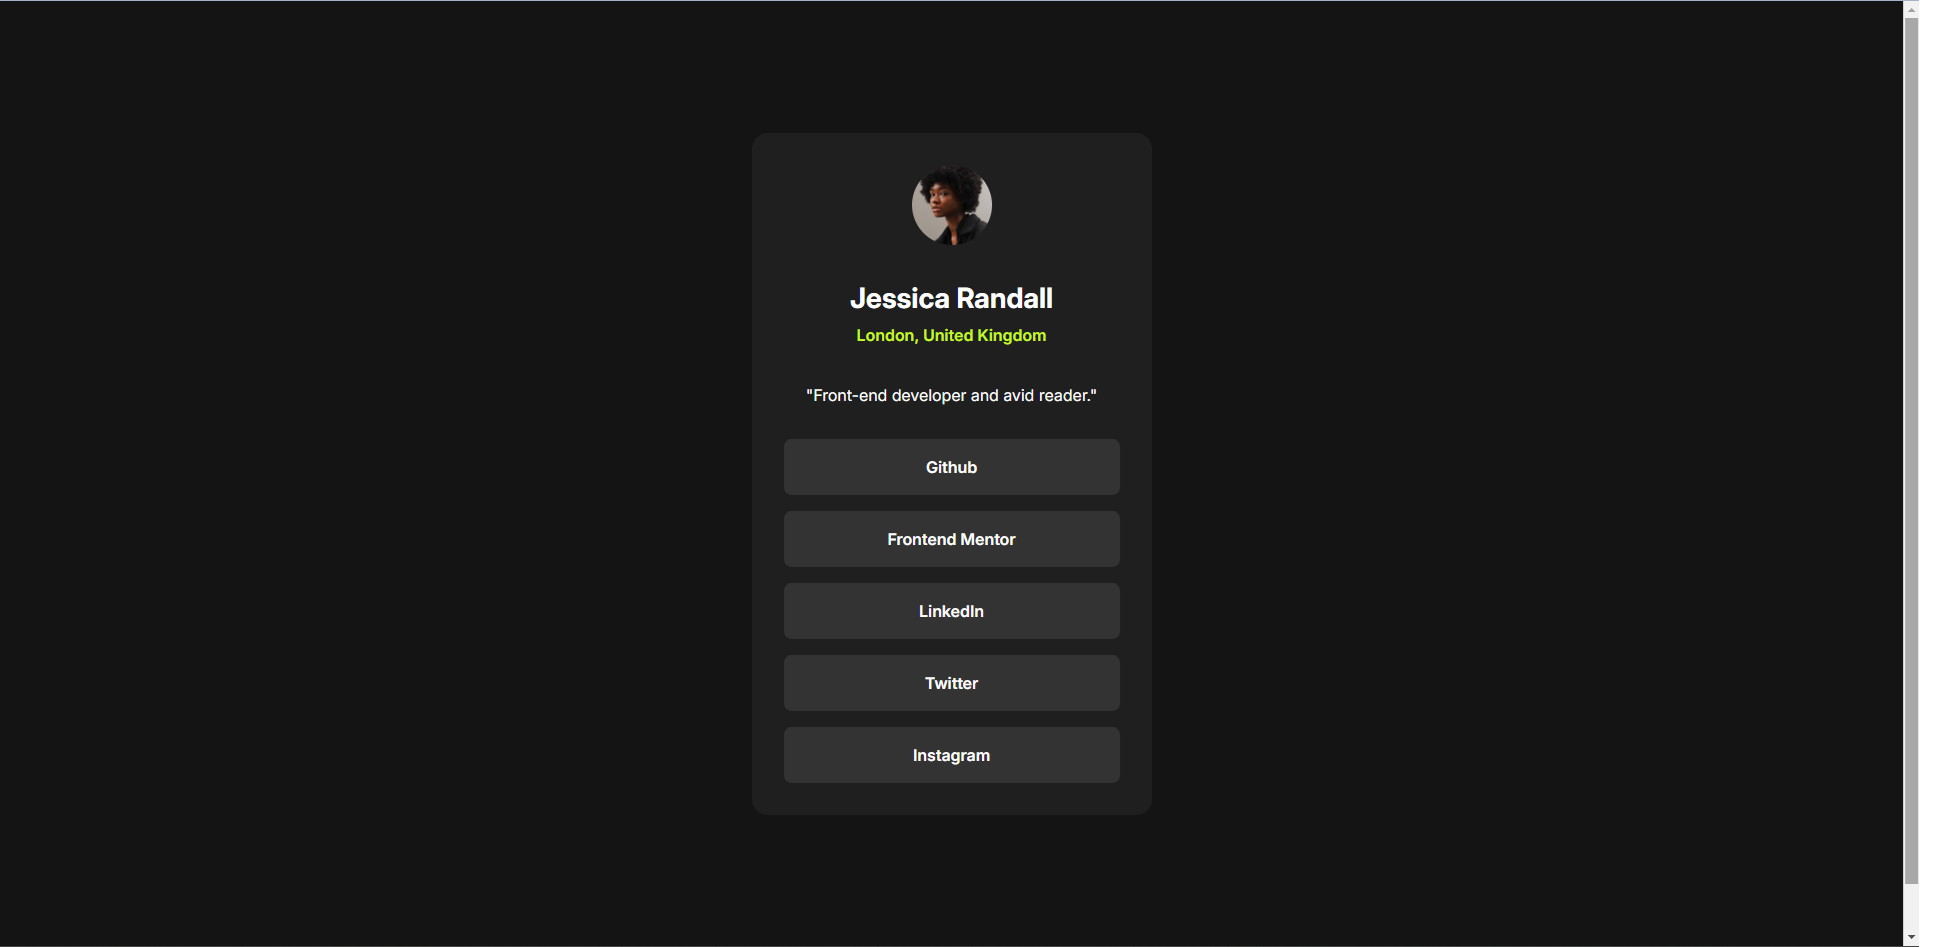 Jessica Randall
London, United Kingdom
"Front-end developer and avid reader."
Github
Frontend Mentor
LinkedIn
Twitter
Instagram